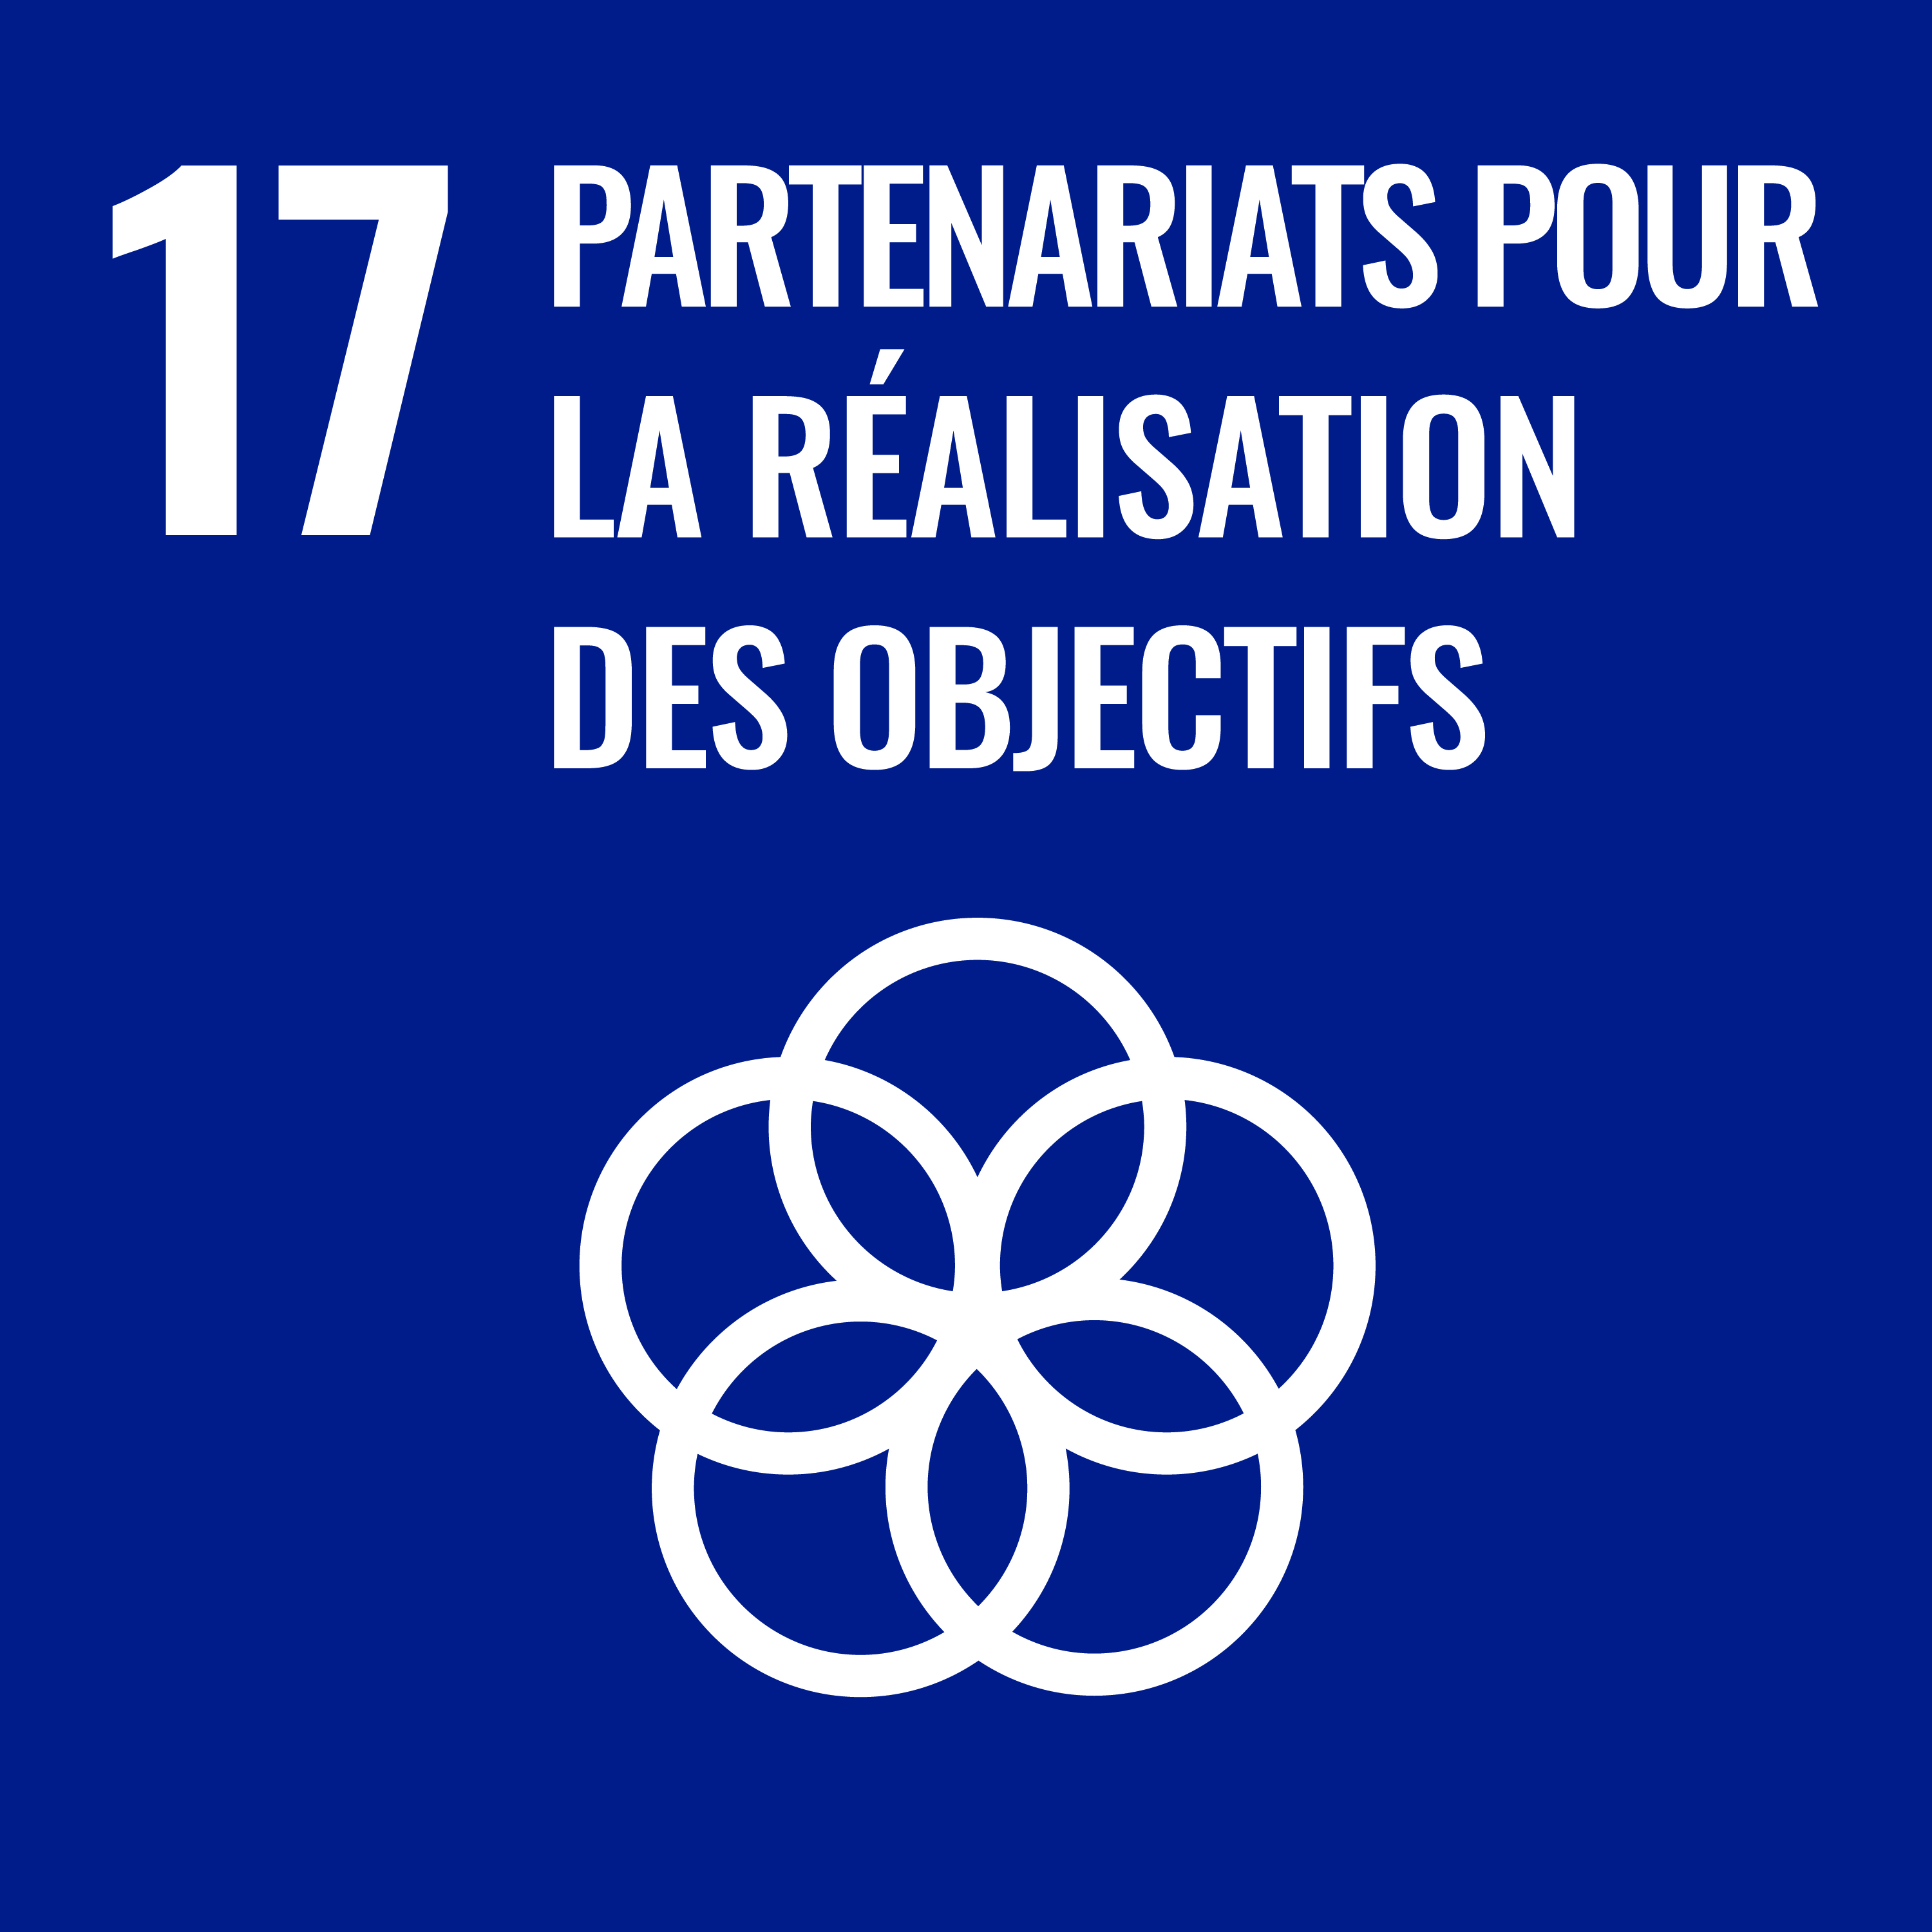 17
PARTENARIATS POUR
LA RÉALISATION
DES OBJECTIFS